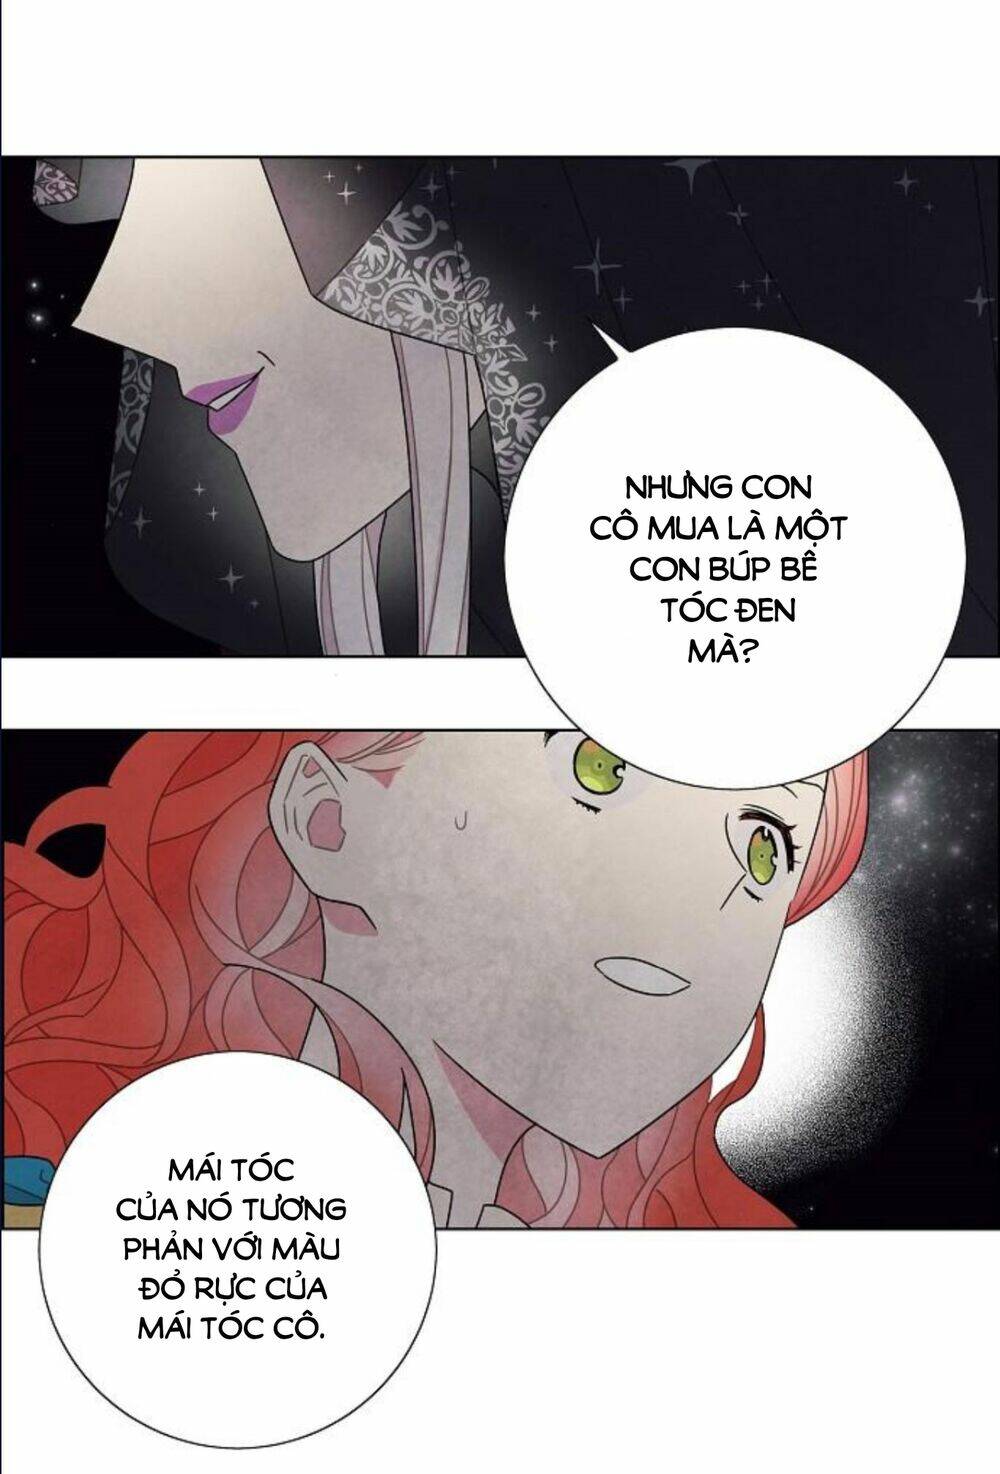 NHƯNG CON
CÔ MUA LÀ MỘT
CON BÚP BÊ
TÓC ĐEN
MÀ?
MÁI TÓC
CỦA NÓ TƯƠNG
PHẢN VỚI MÀU
ĐỎ RỰC CỦA
MÁI TÓC CÔ.